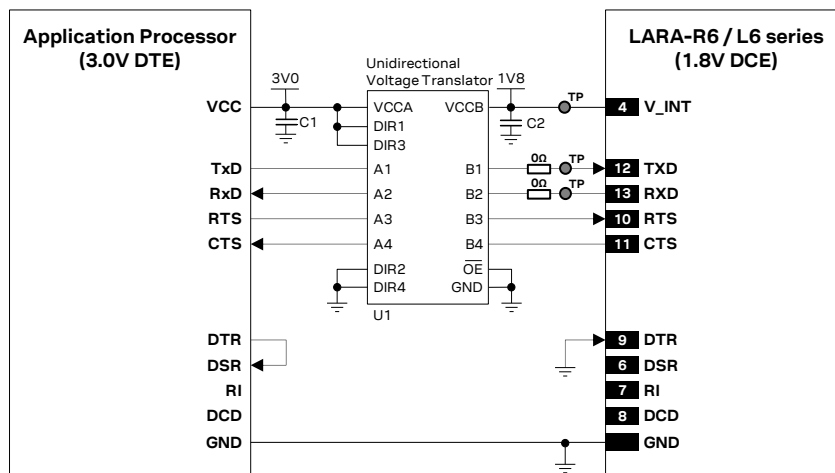 Application Processor
(3.0V DTE)
LARA-R6 / L6 series
(1.8V DCE)
Unidirectional
Voltage Translator
3V0
1V8
VCC
VCCA
VCCB
TP
4
V_INT
C1
C2
DIR1
DIR3
TxD
A1
B1
0Ω
TP
12
TXD
RxD
A2
B2
0Ω
TP
13
RXD
RTS
A3
B3
10
RTS
CTS
A4
B4
11
CTS
DIR2
OE
DIR4
GND
U1
DTR
9
DTR
DSR
6
DSR
RI
7
RI
DCD
8
DCD
GND
GND